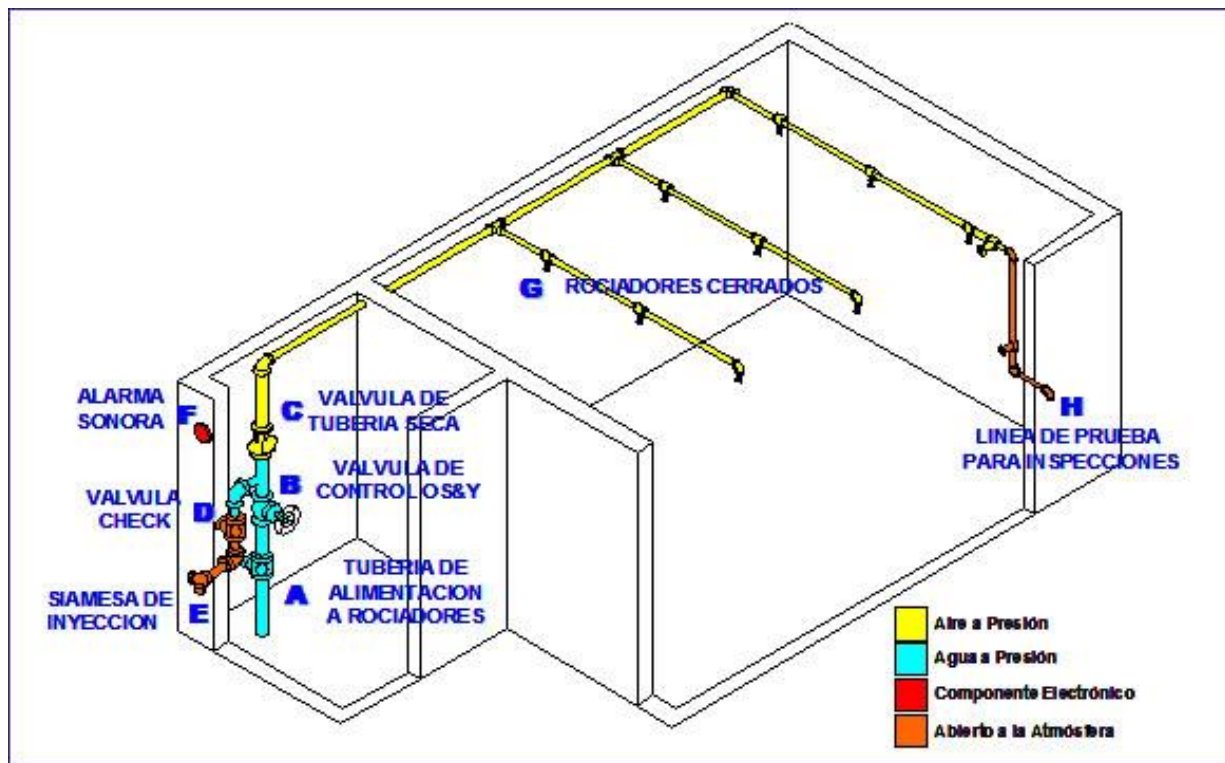 G ROCIADORES CERRADOS
ALARMA
SONORA
F
C
VALVULA DE
TUBERIA SECA
H
LINEA DE PRUEBA
PARA INSPECCIONES
B
VALVULA DE
CONTROL OS&Y
VALVULA
CHECK
D
A
TUBERIA DE
ALIMENTACION
A ROCIADORES
SIAMESA DE
INYECCION
E
Aire a Presión
Agua a Presión
Componente Electrónico
Abierto a la Atmósfera